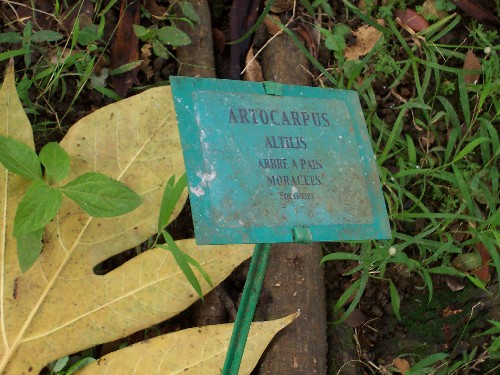 ARTOCARPUS
ALTILIS
ARBRE A PAIN
MORACEES